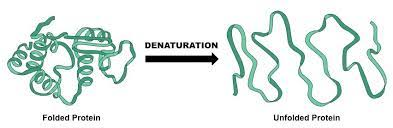 DENATURATION
Folded Protein
Unfolded Protein